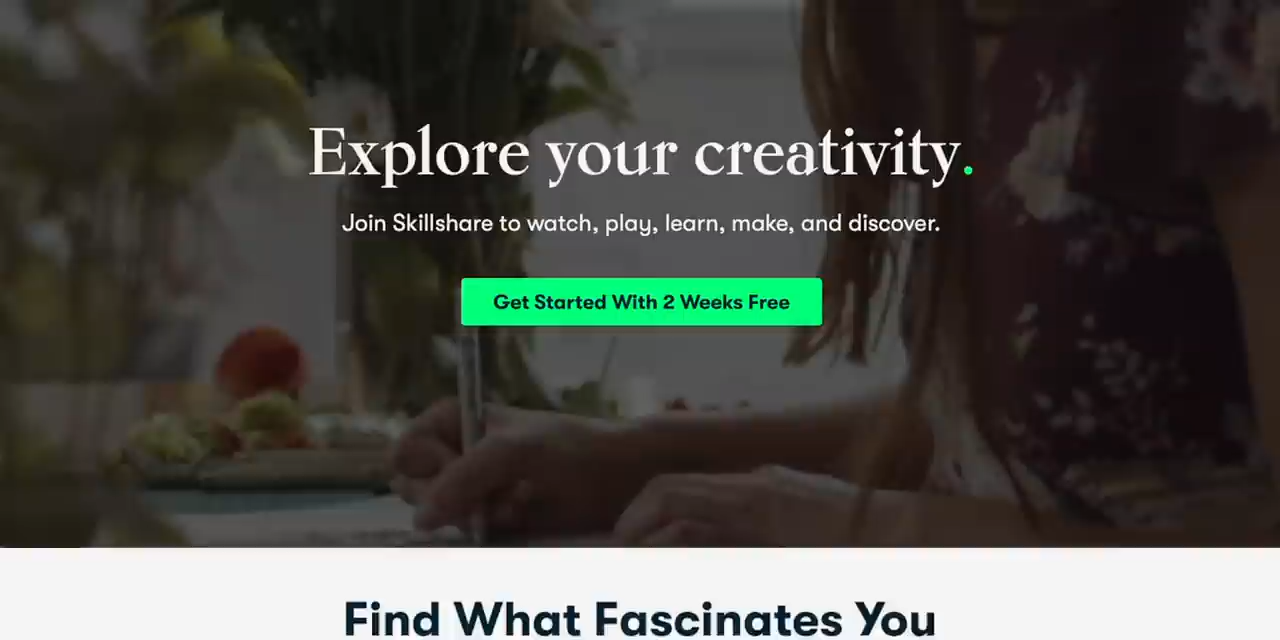 Explore your creativity.
Join Skillshare to watch, play, learn, make, and discover.
Get Started With 2 Weeks Free
Find What Fascinates You